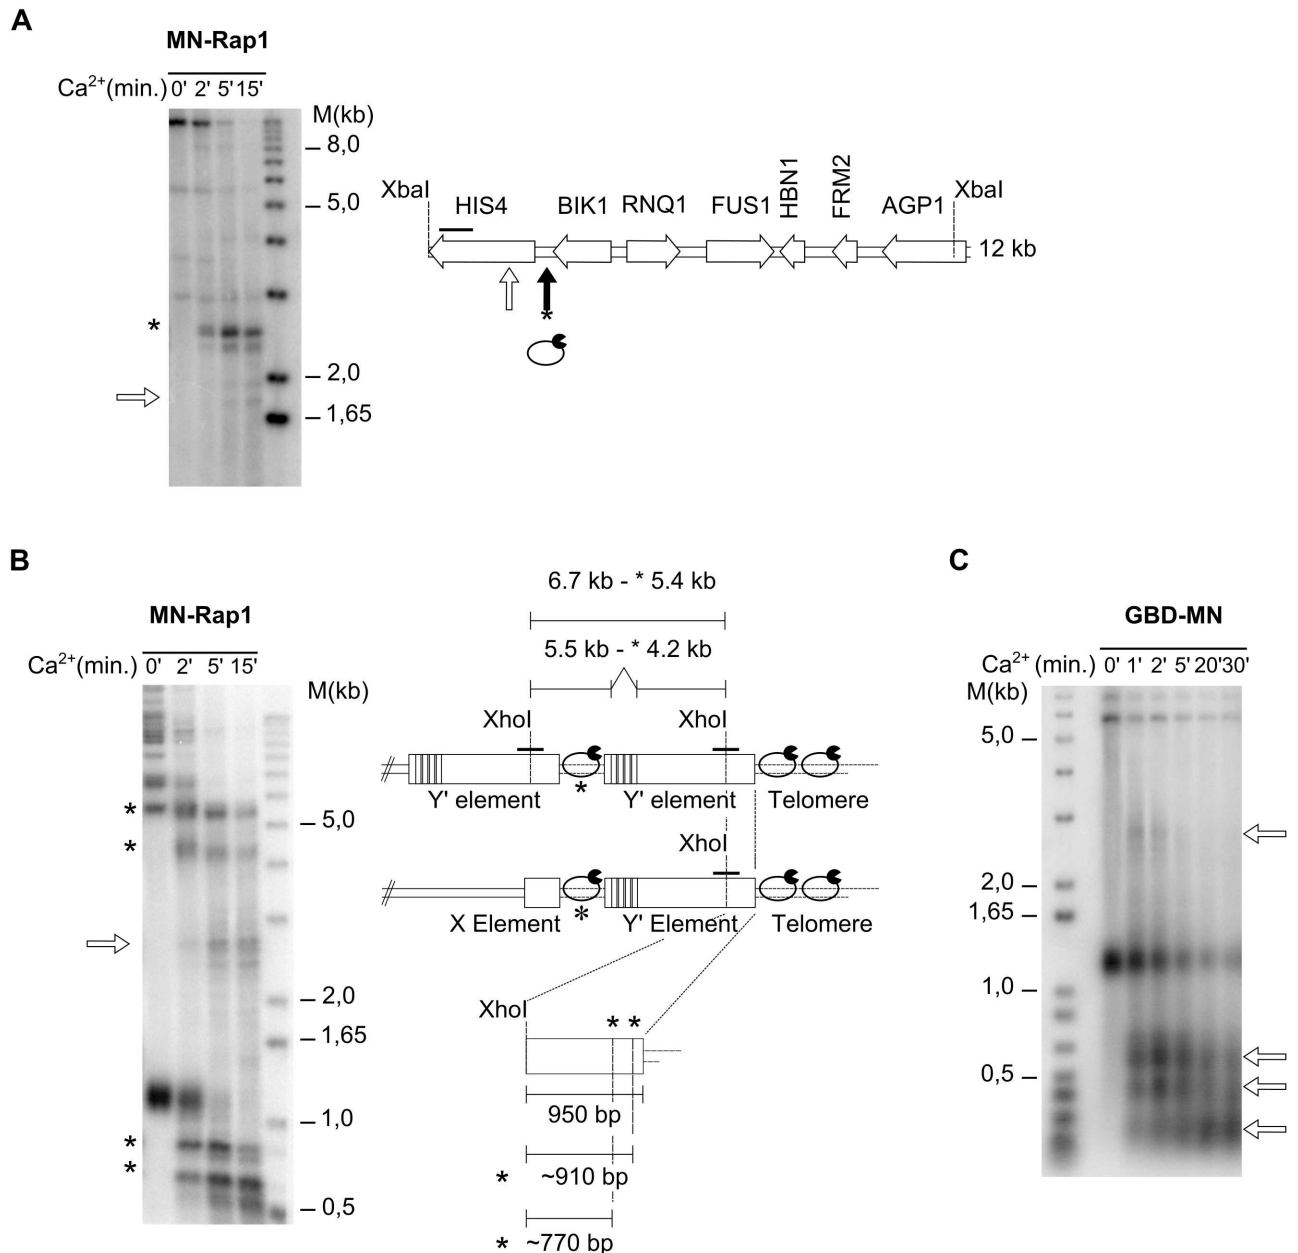 A
MN-Rap1
Ca2+(min.) 0' 2' 5' 15'
M(kb)
8,0
5,0
2,0
1,65
*
XbaI
HIS4
BIK1
RNQ1
FUS1
HBN1
FRM2
AGP1
XbaI
12 kb
*
B
MN-Rap1
Ca2+(min.) 0' 2' 5' 15'
M(kb)
*
5,0
*
2,0
1,65
1,0
*
*
0,5
6.7 kb - * 5.4 kb
5.5 kb - * 4.2 kb
XhoI
XhoI
*
Y' element
Y' element
Telomere
XhoI
*
X Element
Y' Element
Telomere
XhoI
* *
950 bp
* ~910 bp
* ~770 bp
C
GBD-MN
Ca2+ (min.) 0' 1' 2' 5' 20' 30'
M(kb)
5,0
2,0
1,65
1,0
0,5